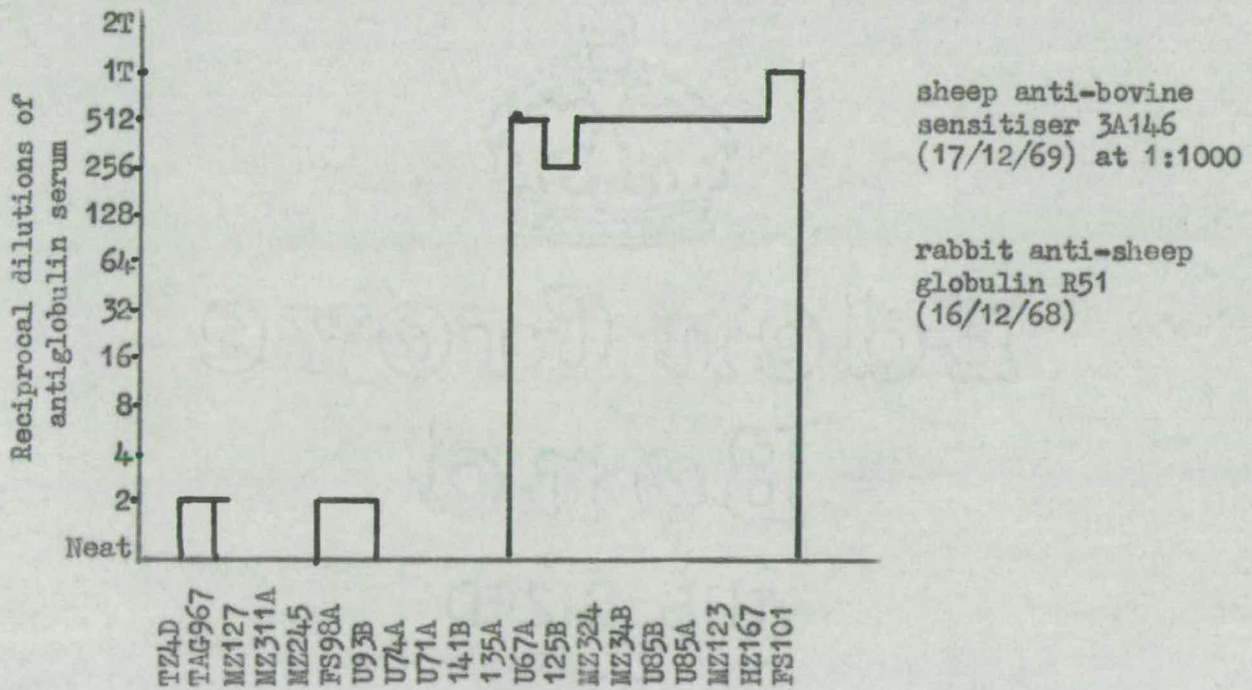 2T
1T
512
256
128
64
32
16
8
4
2
Neat
Reciprocal dilutions of
antiglobulin serum
sheep anti-bovine
sensitiser 3A146
(17/12/69) at 1:1000
rabbit anti-sheep
globulin R51
(16/12/68)
TZ4D
TAG967
MZ127
MZ311A
MZ245
FS98A
U93B
U74A
U71A
141B
135A
U67A
125B
MZ324
MZ34B
U85B
U85A
MZ123
HZ167
FS101